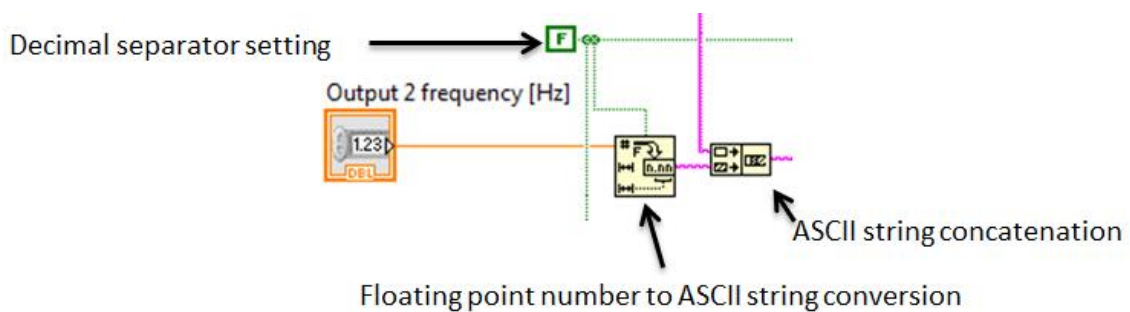 Decimal separator setting
F
Output 2 frequency [Hz]
1.23
DBL
# F
n.nn
ASCII string concatenation
Floating point number to ASCII string conversion